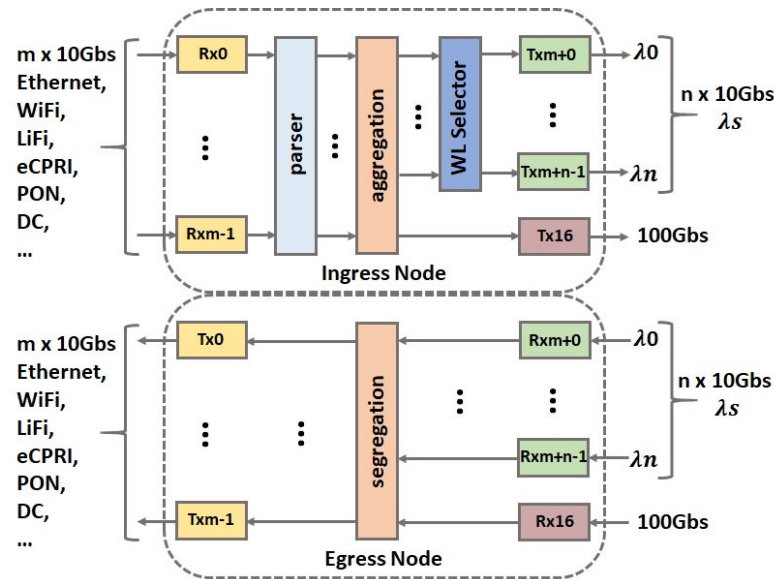 m x 10Gbs
Ethernet,
WiFi,
LiFi,
eCPRI,
PON,
DC,
...
Rx0
...
Rxm-1
parser
...
aggregation
...
WL Selector
Txm+0
...
Txm+n-1
Tx16
λ0
λn
100Gbs
n x 10Gbs
λs
Ingress Node
m x 10Gbs
Ethernet,
WiFi,
LiFi,
eCPRI,
PON,
DC,
...
Tx0
...
Txm-1
...
segregation
...
Rxm+0
...
Rxm+n-1
Rx16
λ0
λn
100Gbs
n x 10Gbs
λs
Egress Node